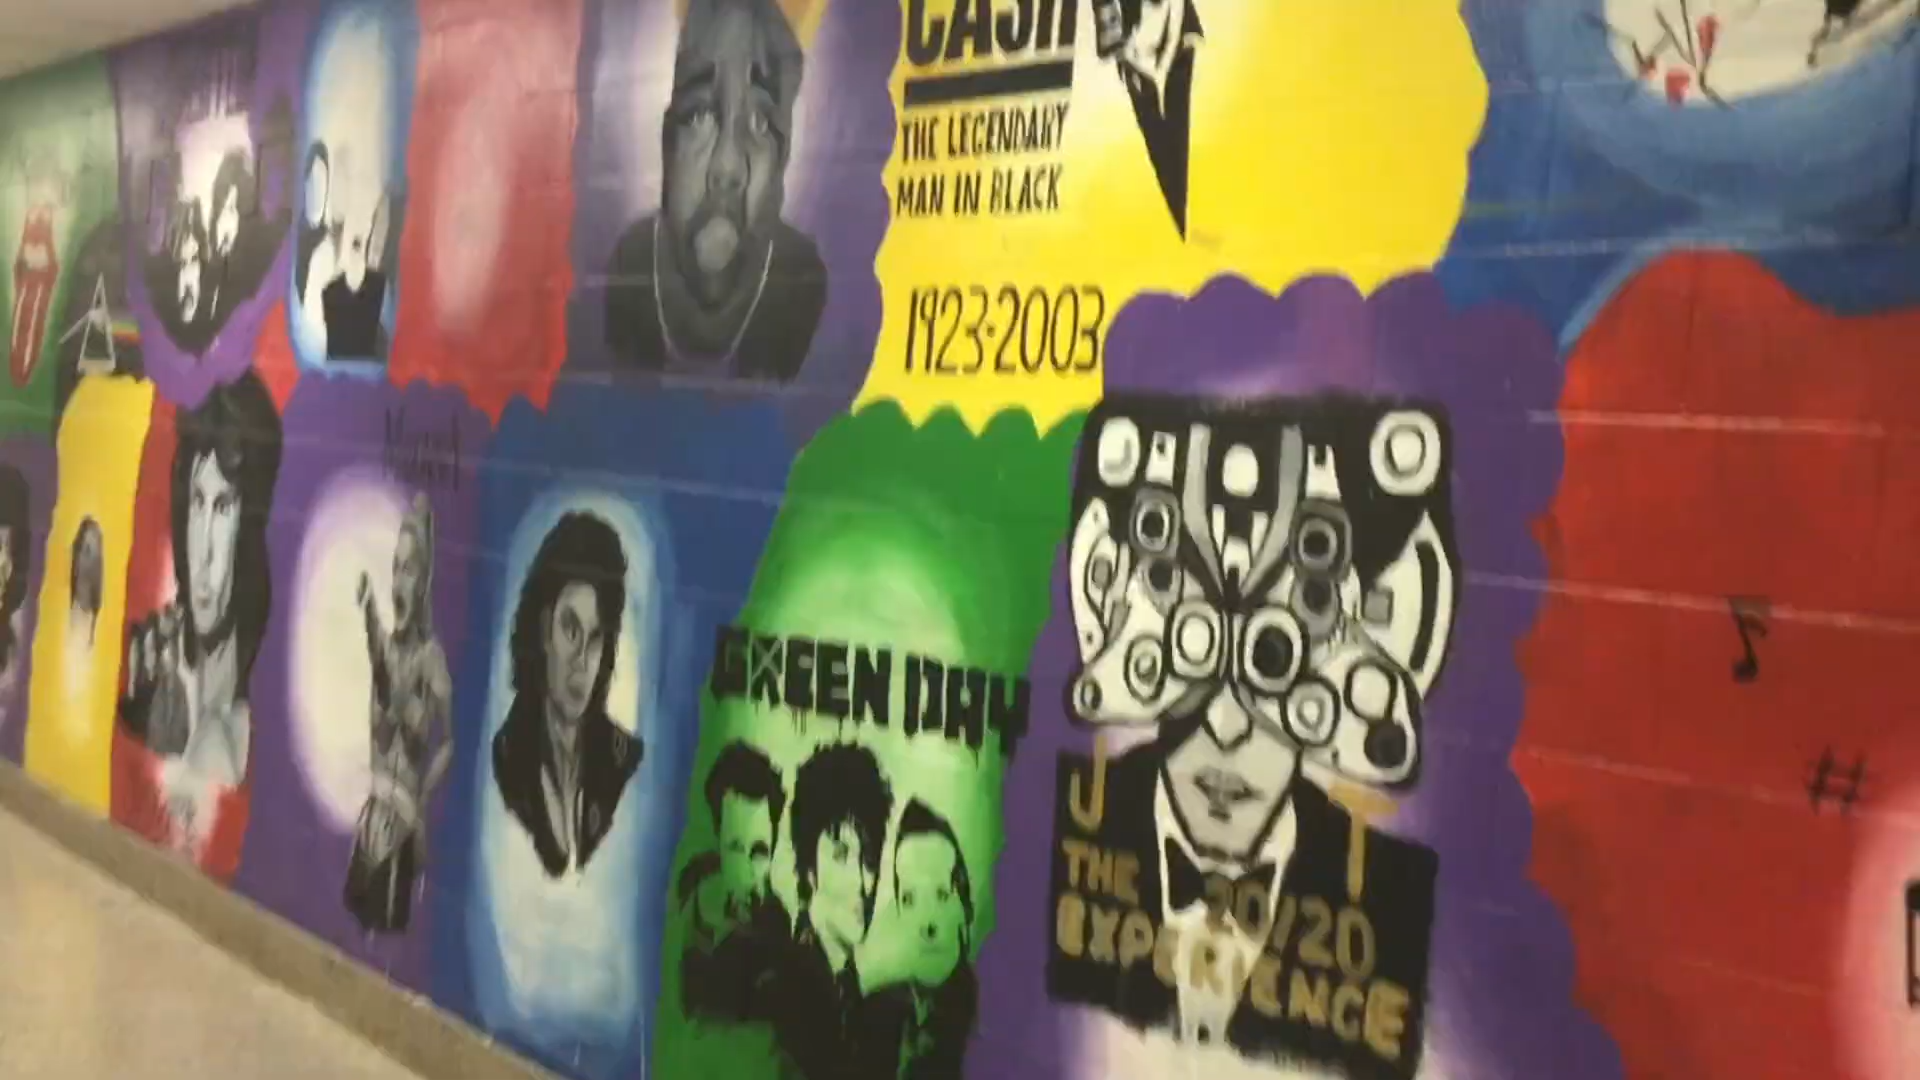 CASH
THE LEGENDARY
MAN IN BLACK
1923-2003
GREEN DAY
J T
THE 20/20
EXPERIENCE